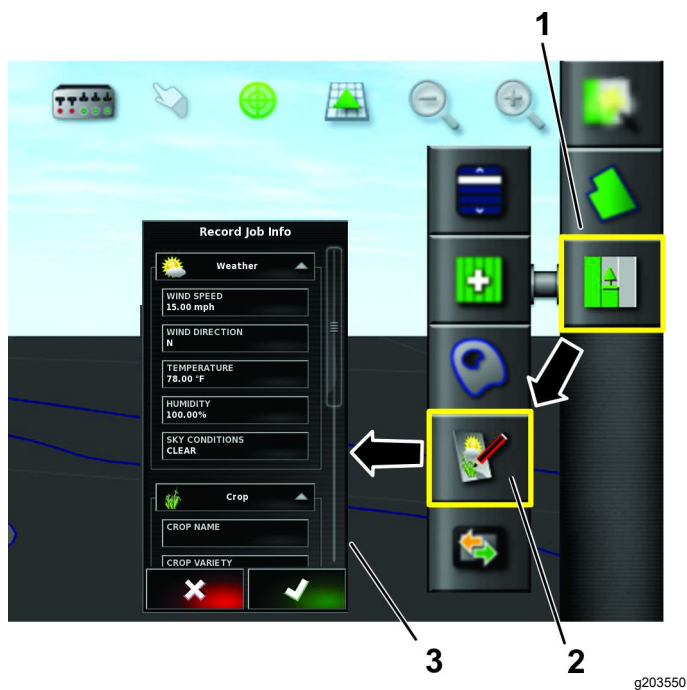 1
Record Job Info
Weather
WIND SPEED
15.00 mph
WIND DIRECTION
N
TEMPERATURE
78.00 °F
HUMIDITY
100.00%
SKY CONDITIONS
CLEAR
Crop
CROP NAME
CROP VARIETY
3
2
g203550